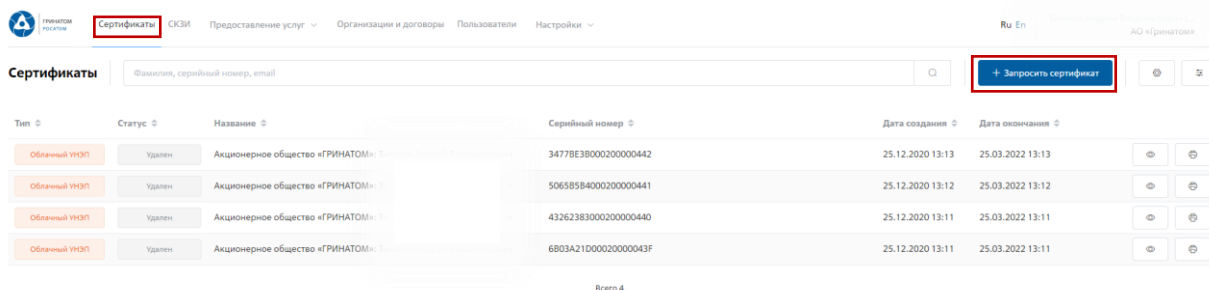 ГРИНАТОМ
РОСАТОМ
Сертификаты СКЗИ Предоставление услуг Организации и договоры Пользователи Настройки Ru En
АО «Гринатом»
Сертификаты Фамилия, серийный номер, email + Запросить сертификат
Тип Статус Название Серийный номер Дата создания Дата окончания
Облачный УНЭП Удален Акционерное общество «ГРИНАТОМ»: 3477BE3B000200000442 25.12.2020 13:13 25.03.2022 13:13
Облачный УНЭП Удален Акционерное общество «ГРИНАТОМ»: 5065B5B4000200000441 25.12.2020 13:12 25.03.2022 13:12
Облачный УНЭП Удален Акционерное общество «ГРИНАТОМ»: 43262383000200000440 25.12.2020 13:11 25.03.2022 13:11
Облачный УНЭП Удален Акционерное общество «ГРИНАТОМ»: 6B03A21D00020000043F 25.12.2020 13:11 25.03.2022 13:11
Всего 4